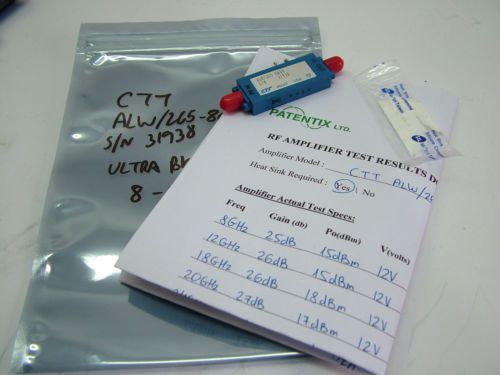 CTT
ALW/265-8
S/N 31938
ULTRA
8 -
CTT
PATENTIX LTD.
RF AMPLIFIER TEST RESULTS
Amplifier Model : CTT ALW/26
Heat Sink Required : Yes No
Amplifier Actual Test Specs:
Freq Gain (db) Po(dBm) V(volts)
8GHz 25dB 15dBm 12V
12GHz 26dB 15dBm 12V
18GHz 26dB 18dBm 12V
20GHz 27dB 17dBm 12V